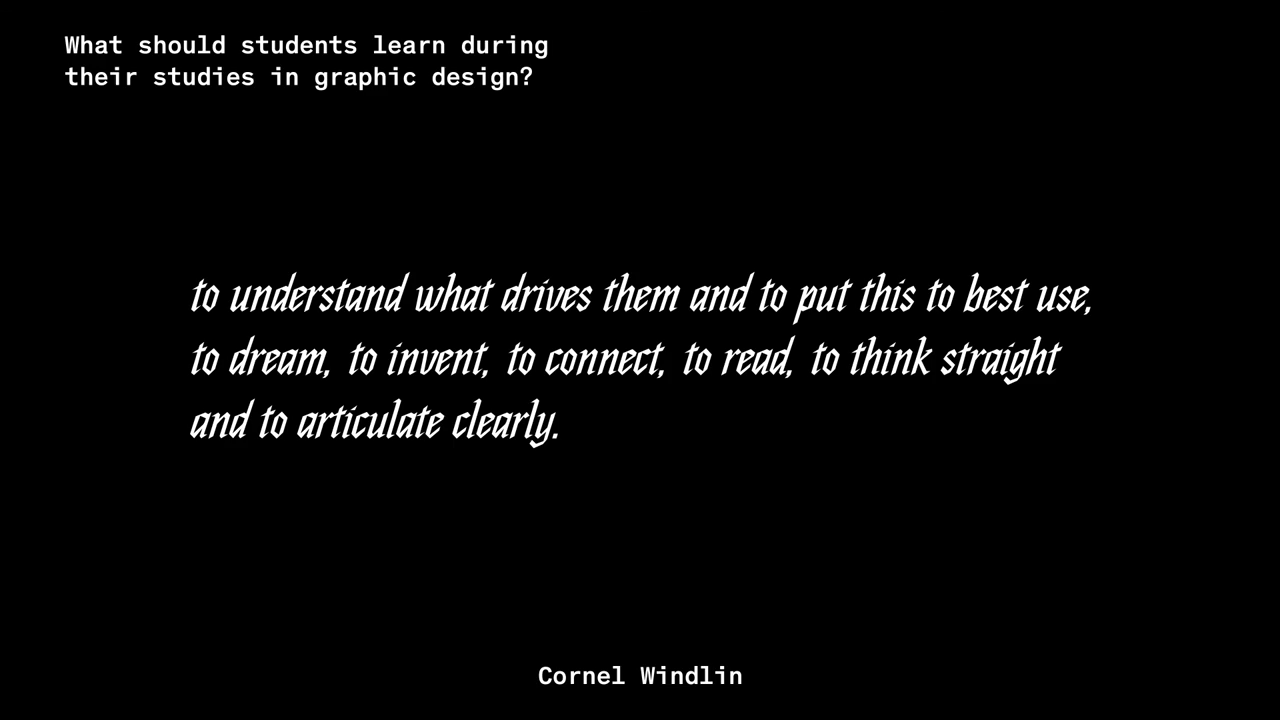 What should students learn during
their studies in graphic design?
to understand what drives them and to put this to best use,
to dream, to invent, to connect, to read, to think straight
and to articulate clearly.
Cornel Windlin